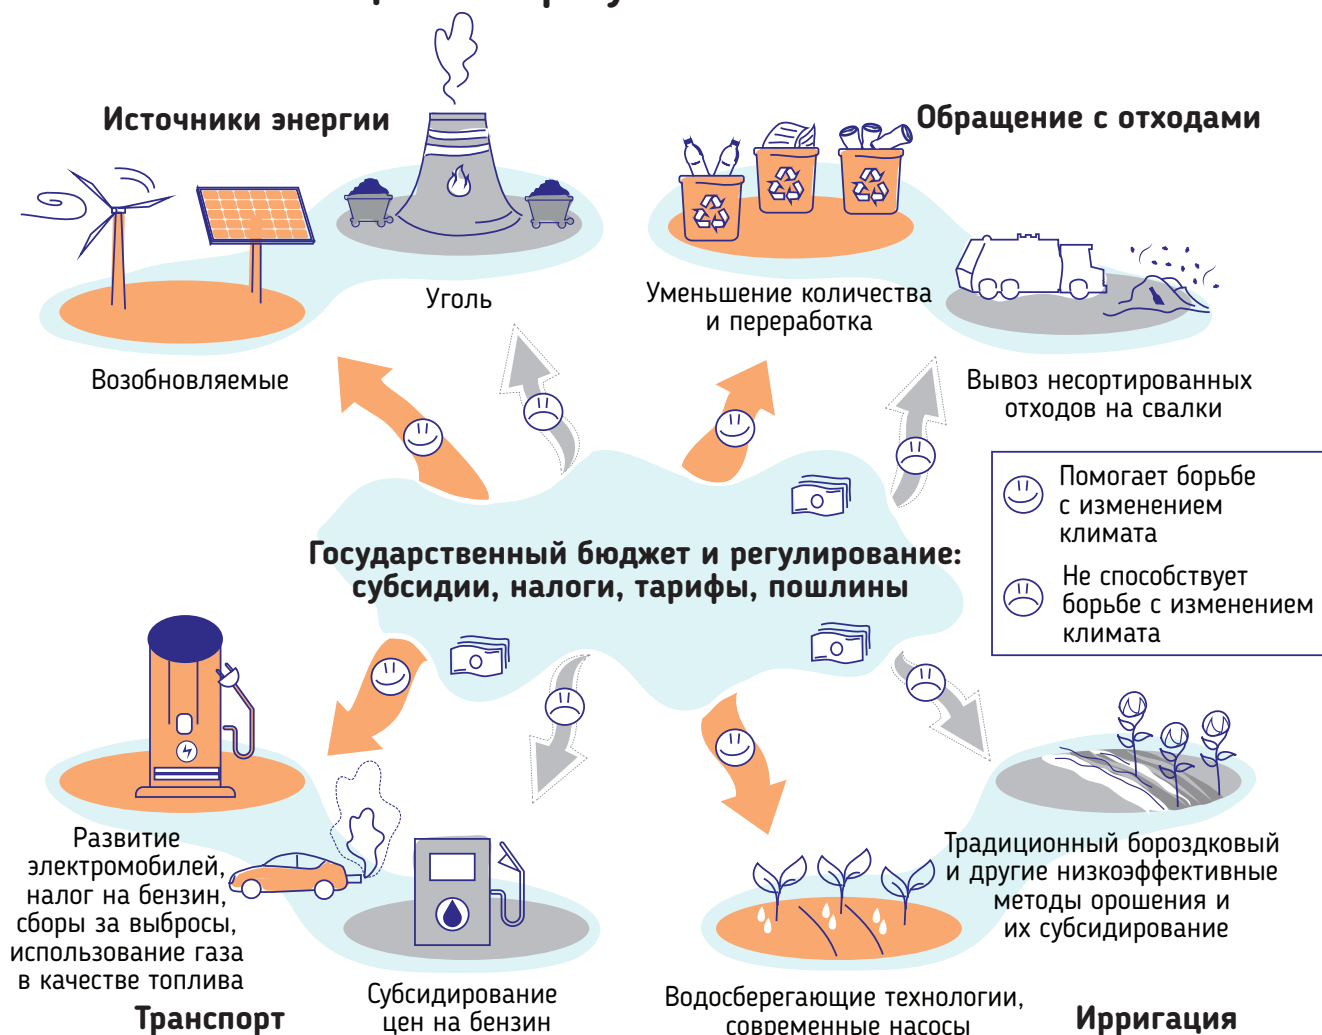 Источники энергии
Обращение с отходами
Уголь
Возобновляемые
Уменьшение количества
и переработка
Вывоз несортированных
отходов на свалки
Помогает борьбе
с изменением
климата
Не способствует
борьбе с изменением
климата
Государственный бюджет и регулирование:
субсидии, налоги, тарифы, пошлины
Развитие
электромобилей,
налог на бензин,
сборы за выбросы,
использование газа
в качестве топлива
Транспорт
Субсидирование
цен на бензин
Традиционный бороздковый
и другие низкоэффективные
методы орошения и
их субсидирование
Водосберегающие технологии,
современные насосы
Ирригация